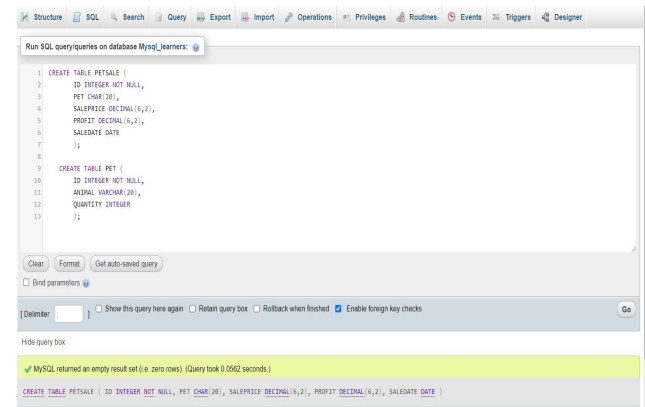 Structure SQL Search Query Export Import Operations Privileges Routines Events Triggers Designer
Run SQL query/queries on database Mysql_learners:
1 CREATE TABLE PETSALE (
2 ID INTEGER NOT NULL,
3 PET CHAR(20),
4 SALEPRICE DECIMAL(6,2),
5 PROFIT DECIMAL(6,2),
6 SALEDATE DATE
7 );
8
9 CREATE TABLE PET (
10 ID INTEGER NOT NULL,
11 ANIMAL VARCHAR(20),
12 QUANTITY INTEGER
13 );
Clear Format Get auto-saved query
Bind parameters
[ Delimiter ; ] Show this query here again Retain query box Rollback when finished Enable foreign key checks Go
Hide query box
MySQL returned an empty result set (i.e. zero rows). (Query took 0.0562 seconds.)
CREATE TABLE PETSALE ( ID INTEGER NOT NULL, PET CHAR(20), SALEPRICE DECIMAL(6,2), PROFIT DECIMAL(6,2), SALEDATE DATE )